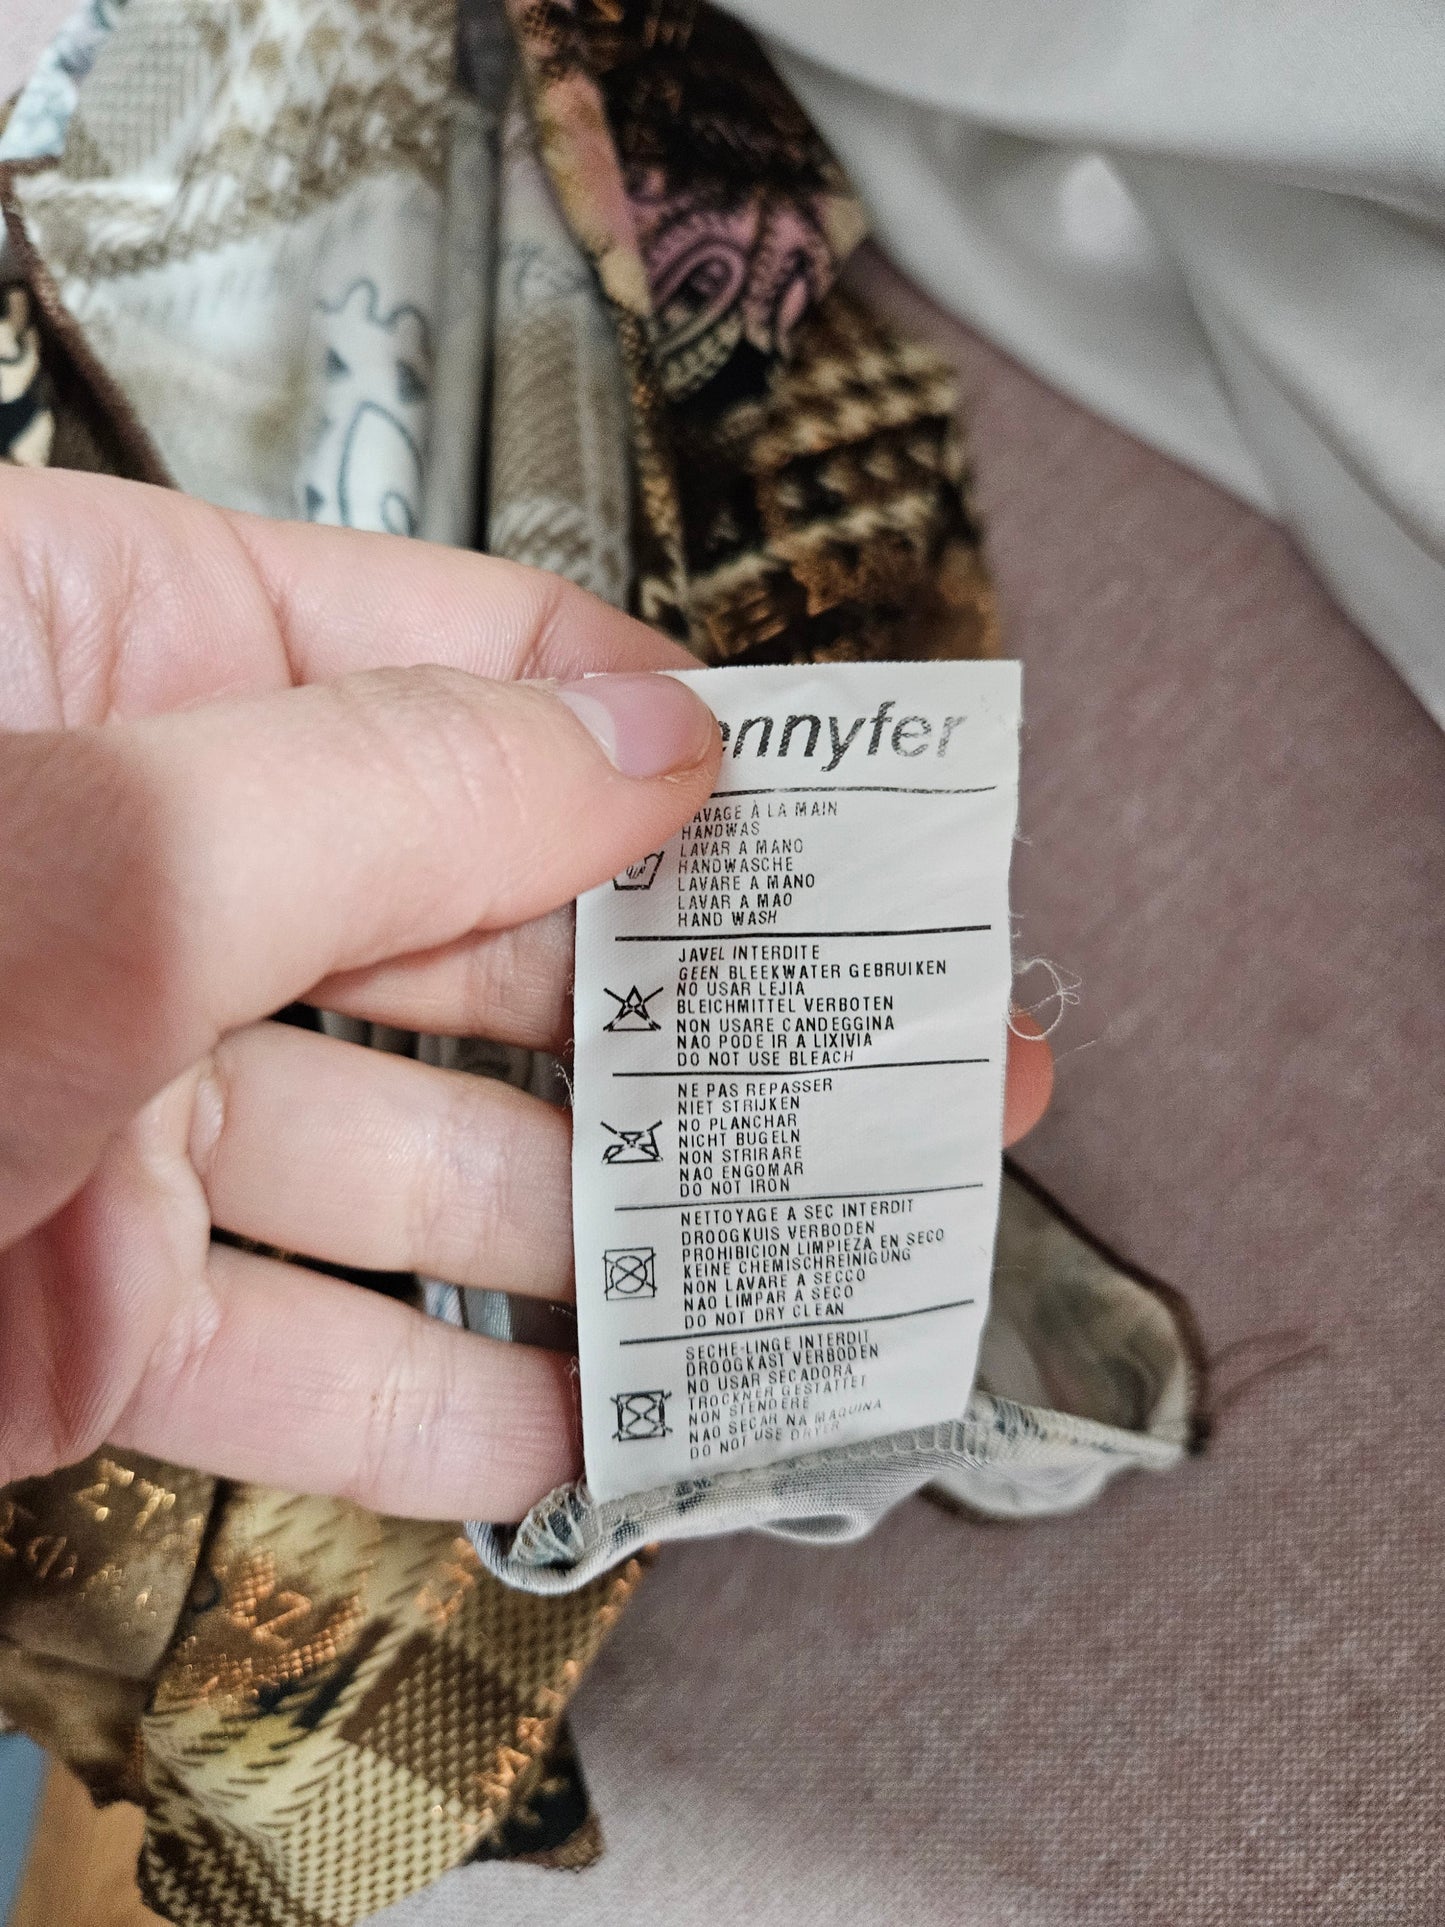 ennyfer
AVAGE À LA MAIN
HANDWAS
LAVAR A MANO
HANDWASCHE
LAVARE A MANO
LAVAR A MAO
HAND WASH
JAVEL INTERDITE
GEEN BLEEKWATER GEBRUIKEN
NO USAR LEJIA
BLEICHMITTEL VERBOTEN
NON USARE CANDEGGINA
NAO PODE IR A LIXIVIA
DO NOT USE BLEACH
NE PAS REPASSER
NIET STRIJKEN
NO PLANCHAR
NICHT BUGELN
NON STRIRARE
NAO ENGOMAR
DO NOT IRON
NETTOYAGE A SEC INTERDIT
DROOGKUIS VERBODEN
PROHIBICION LIMPIEZA EN SECO
KEINE CHEMISCHREINIGUNG
NON LAVARE A SECCO
NAO LIMPAR A SECO
DO NOT DRY CLEAN
SECHE-LINGE INTERDIT
DROOGKAST VERBODEN
NO USAR SECADORA
TROCKNER GESTATTET
NON STENDERE
NAO SECAR NA MAQUINA
DO NOT USE DRYER